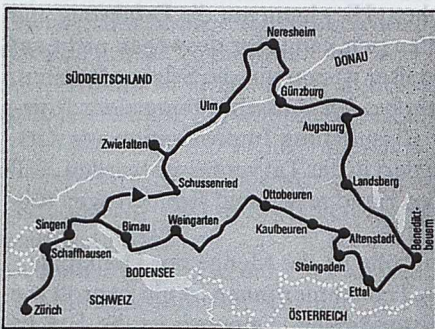 Neresheim
DONAU
SÜDDEUTSCHLAND
Günzburg
Ulm
Augsburg
Zwiefalten
Schussenried
Landsberg
Ottobeuren
Benedikt-
beuern
Singen
Birnau
Weingarten
Kaufbeuren
Altenstadt
Schaffhausen
Steingaden
BODENSEE
Ettal
Zürich
SCHWEIZ
ÖSTERREICH